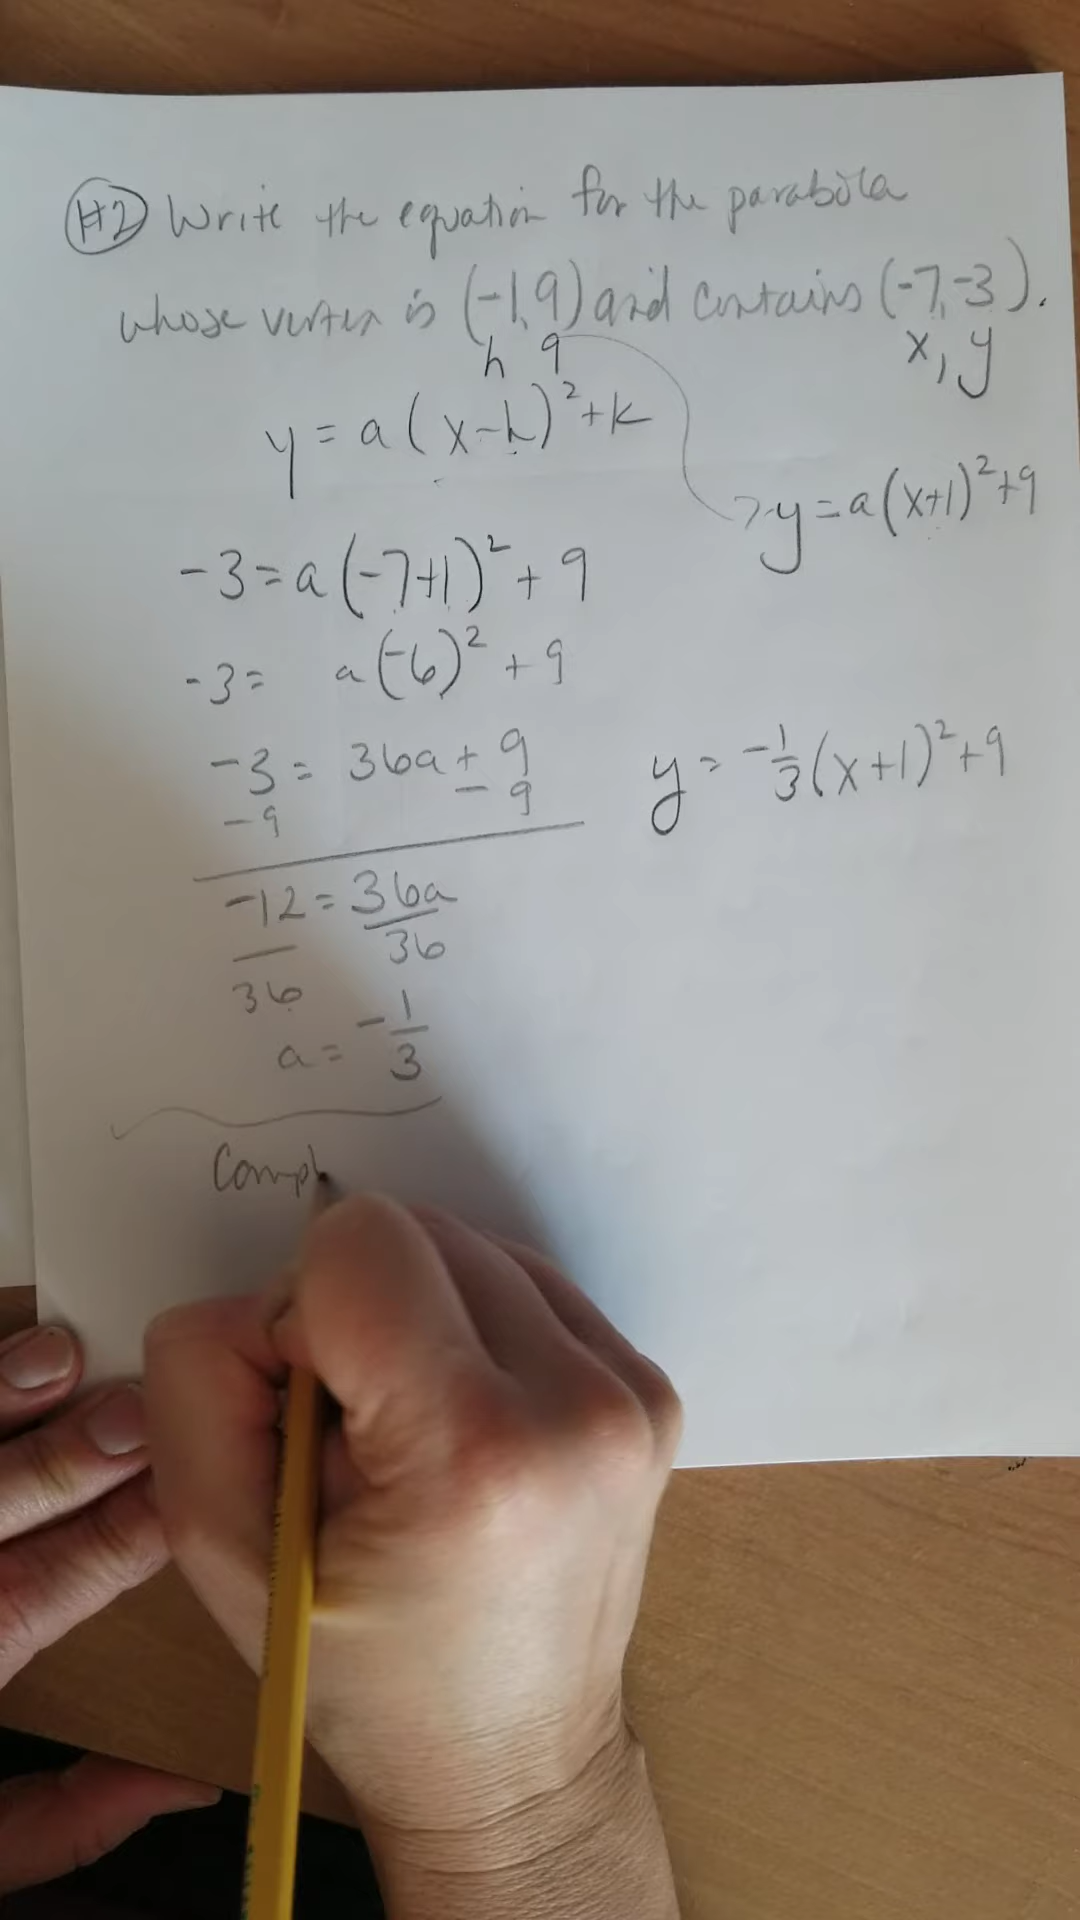 #2 Write the equation for the parabola
whose vertex is (-1,9) and contains (-7,-3).
h 9
x, y
y = a(x-h)²+k
y=a(x+1)²+9
-3=a(-7+1)²+9
-3= a(-6)²+9
-3= 36a+9
-9 -9
y= -1/3(x+1)²+9
-12=36a
36 36
a= -1/3
Comp